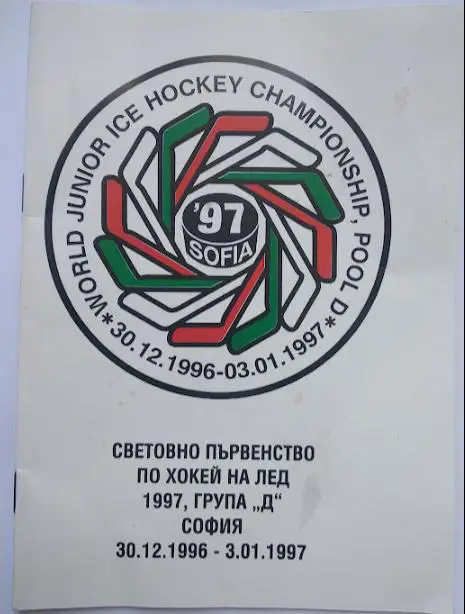 WORLD JUNIOR ICE HOCKEY CHAMPIONSHIP, POOL D
*30.12.1996-03.01.1997*
'97
SOFIA
СВЕТОВНО ПЪРВЕНСТВО
ПО ХОКЕЙ НА ЛЕД
1997, ГРУПА „Д“
СОФИЯ
30.12.1996 - 3.01.1997